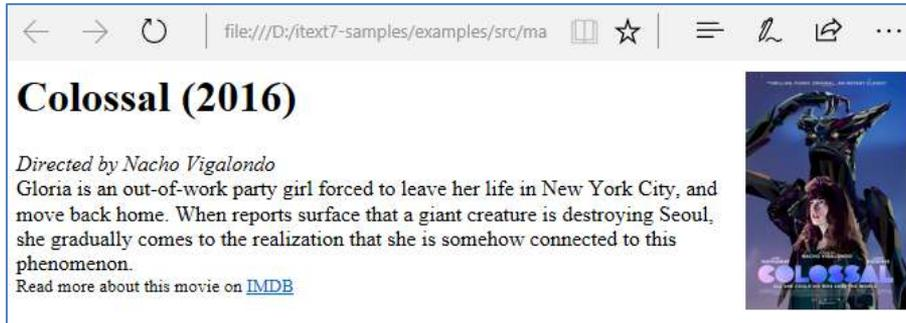 file:///D:/itext7-samples/examples/src/ma
Colossal (2016)
Directed by Nacho Vigalondo
Gloria is an out-of-work party girl forced to leave her life in New York City, and
move back home. When reports surface that a giant creature is destroying Seoul,
she gradually comes to the realization that she is somehow connected to this
phenomenon.
Read more about this movie on IMDB
NACHO VIGALONDO
COLOSSAL